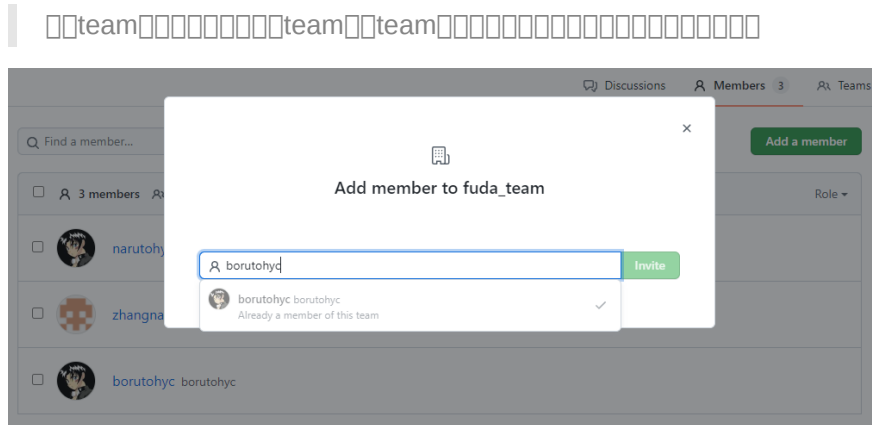 team team team
Discussions Members 3 Teams
Find a member...
Add a member
Add member to fuda_team
3 members
Role
narutohy
borutohyc
Invite
borutohyc borutohyc
Already a member of this team
zhangna
borutohyc borutohyc